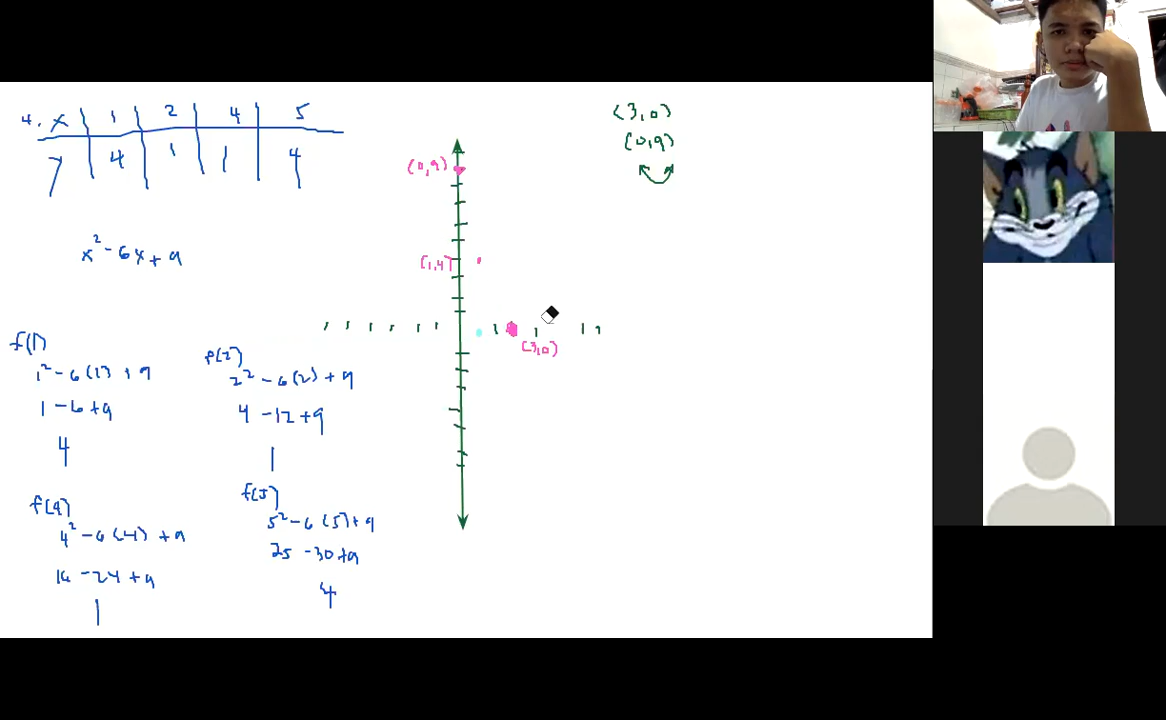 4. x 1 2 4 5
y 4 1 1 4
x² - 6x + 9
(3,0)
(0,9)
(0,9)
(1,4)
(3,0)
f(1)
1² - 6(1) + 9
1 - 6 + 9
4
f(2)
2² - 6(2) + 9
4 - 12 + 9
1
f(4)
4² - 6(4) + 9
16 - 24 + 9
1
f(5)
5² - 6(5) + 9
25 - 30 + 9
4